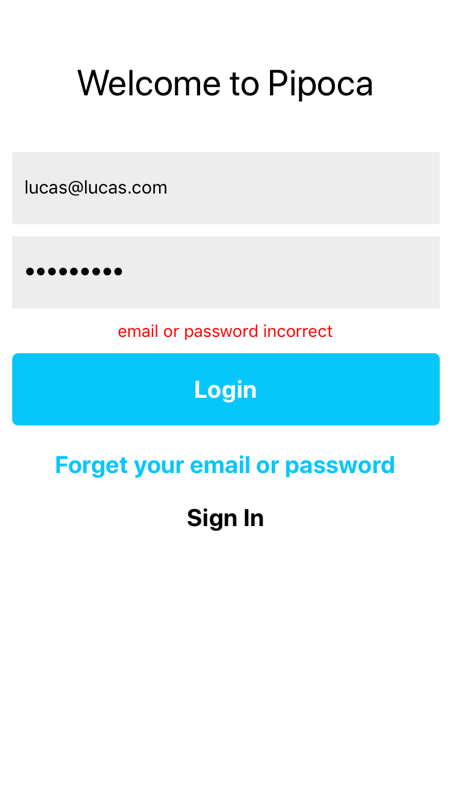 Welcome to Pipoca
lucas@lucas.com
•••••••••
email or password incorrect
Login
Forget your email or password
Sign In